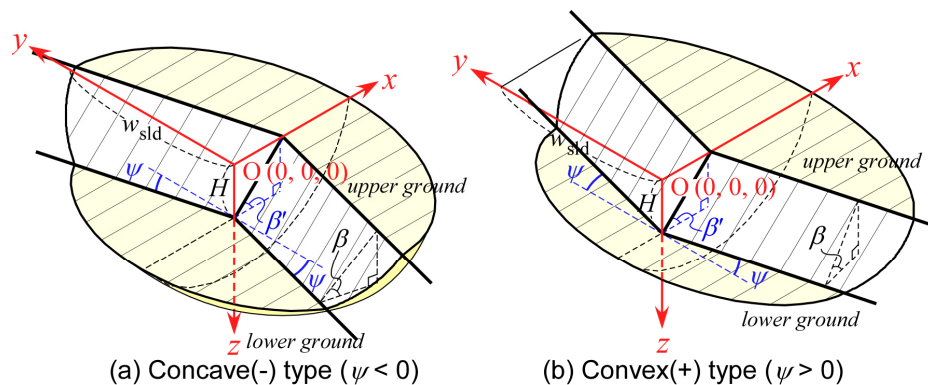 y
x
w_sld
ψ
H
O (0, 0, 0)
upper ground
β'
β
ψ
z
lower ground
(a) Concave(-) type (ψ < 0)
y
x
w_sld
ψ
H
O (0, 0, 0)
upper ground
β'
β
ψ
z
lower ground
(b) Convex(+) type (ψ > 0)